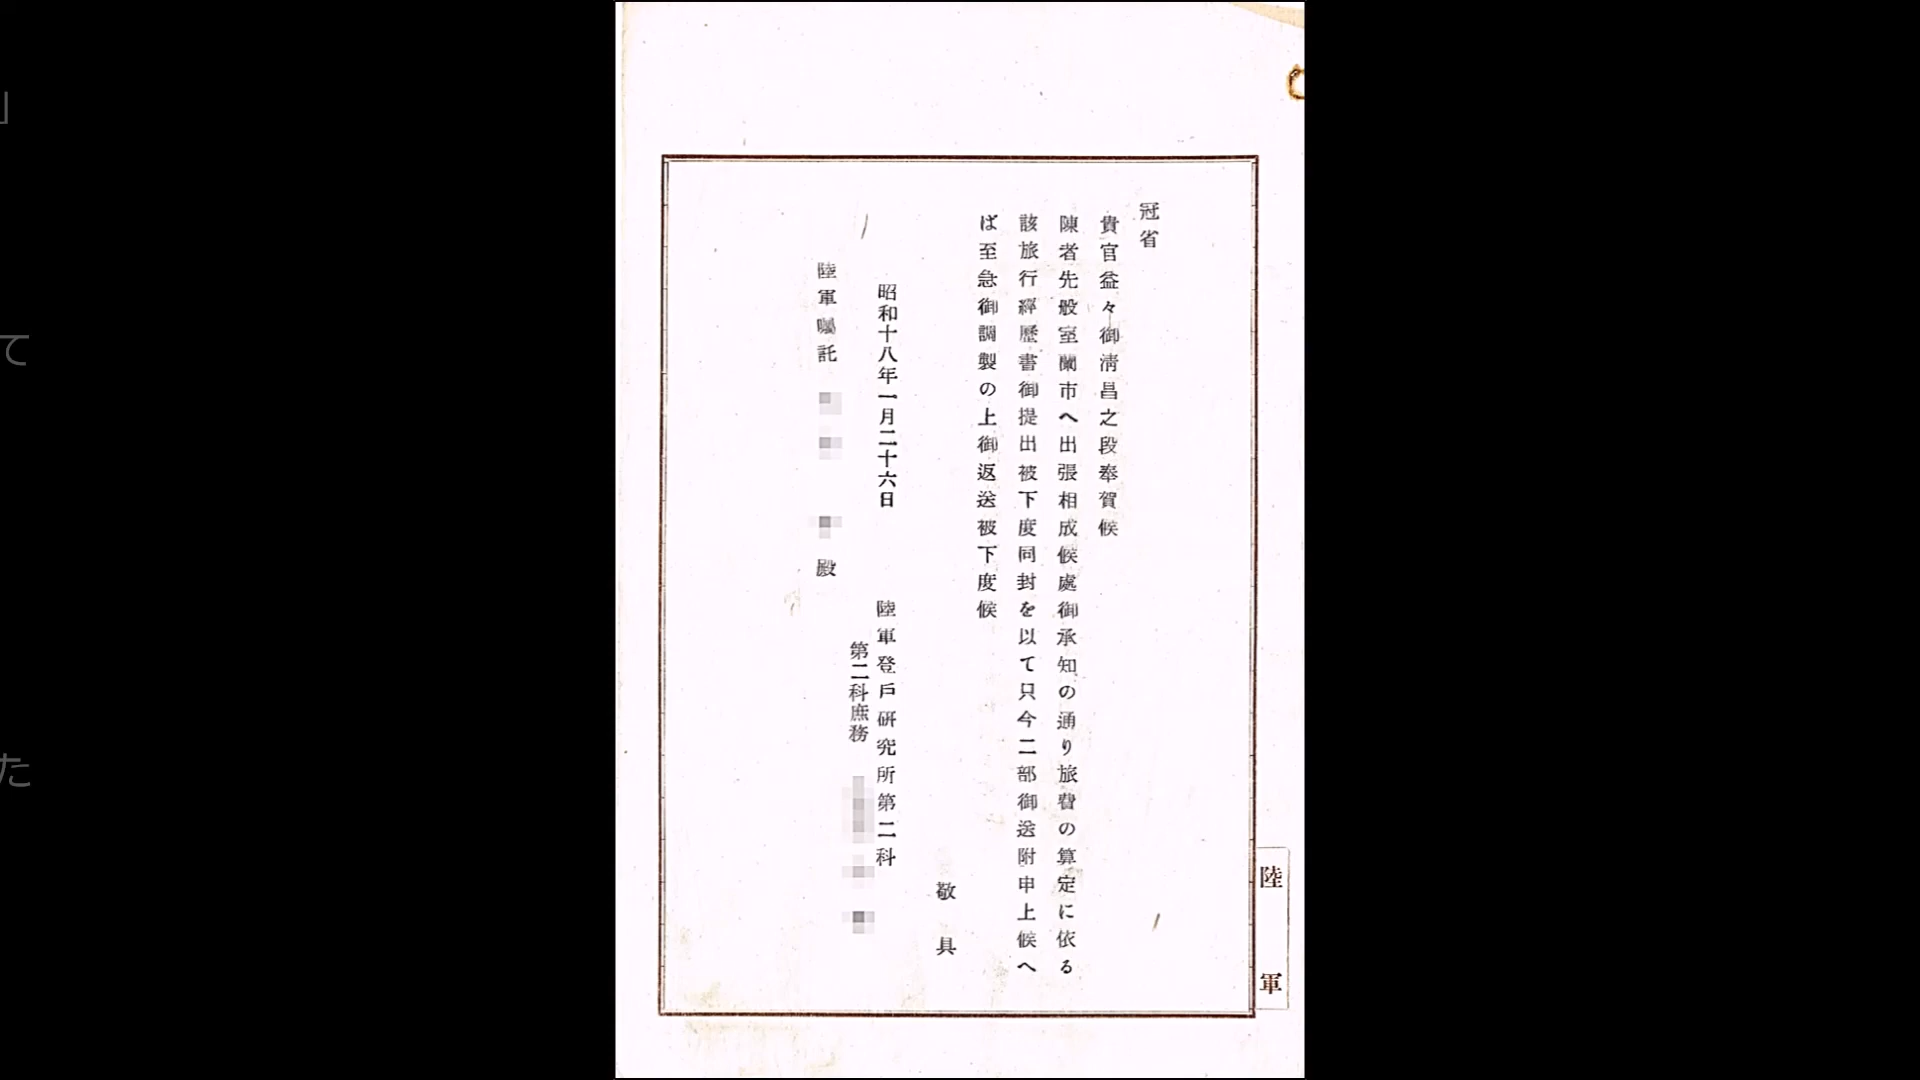 冠省
貴官益々御淸昌之段奉賀候
陳者先般室蘭市へ出張相成候處御承知の通り旅費の算定に依る
該旅行經歷書御提出被下度同封を以て只今二部御送附申上候へ
ば至急御調製の上御返送被下度候
敬具
昭和十八年一月二十六日
陸軍登戶硏究所第二科
第二科庶務
陸軍囑託
殿
陸軍
」
て
た